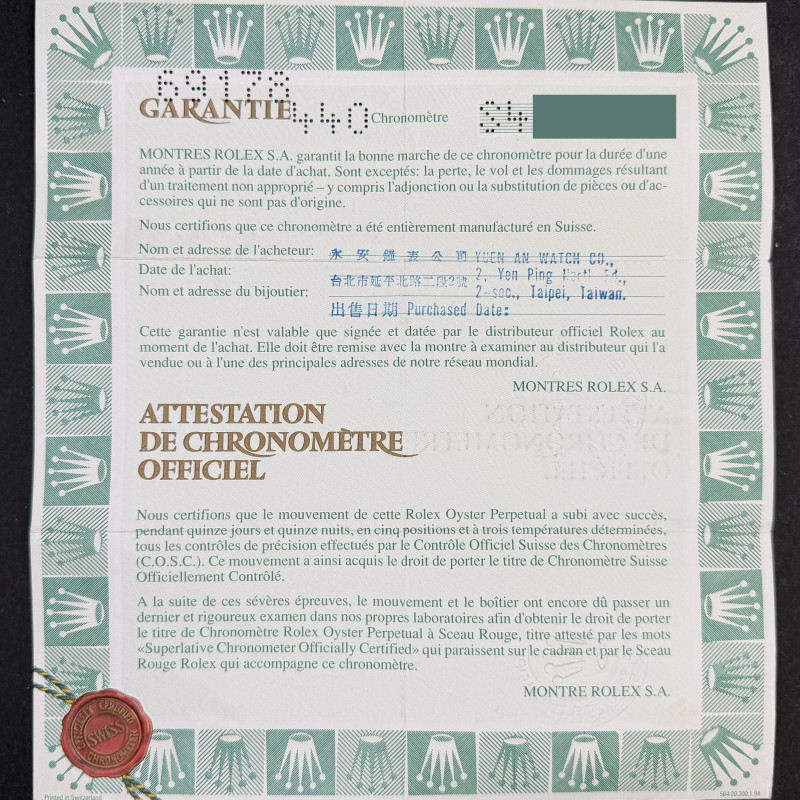 69178
GARANTIE
440
Chronomètre
S4
MONTRES ROLEX S.A. garantit la bonne marche de ce chronomètre pour la durée d'une
année à partir de la date d'achat. Sont exceptés: la perte, le vol et les dommages résultant
d'un traitement non approprié – y compris l'adjonction ou la substitution de pièces ou d'ac-
cessoires qui ne sont pas d'origine.
Nous certifions que ce chronomètre a été entièrement manufacturé en Suisse.
Nom et adresse de l'acheteur: 永安鐘表公司 YUEN AN WATCH CO.,
Date de l'achat: 台北市延平北路二段2號 2, Yen Ping North Rd.,
Nom et adresse du bijoutier: 2-sec., Taipei, Taiwan.
出售日期 Purchased Date:
Cette garantie n'est valable que signée et datée par le distributeur officiel Rolex au
moment de l'achat. Elle doit être remise avec la montre à examiner au distributeur qui l'a
vendue ou à l'une des principales adresses de notre réseau mondial.
MONTRES ROLEX S.A.
ATTESTATION
DE CHRONOMÈTRE
OFFICIEL
Nous certifions que le mouvement de cette Rolex Oyster Perpetual a subi avec succès,
pendant quinze jours et quinze nuits, en cinq positions et à trois températures déterminées,
tous les contrôles de précision effectués par le Contrôle Officiel Suisse des Chronomètres
(C.O.S.C.). Ce mouvement a ainsi acquis le droit de porter le titre de Chronomètre Suisse
Officiellement Contrôlé.
A la suite de ces sévères épreuves, le mouvement et le boîtier ont encore dû passer un
dernier et rigoureux examen dans nos propres laboratoires afin d'obtenir le droit de porter
le titre de Chronomètre Rolex Oyster Perpetual à Sceau Rouge, titre attesté par les mots
«Superlative Chronometer Officially Certified» qui paraissent sur le cadran et par le Sceau
Rouge Rolex qui accompagne ce chronomètre.
MONTRE ROLEX S.A.
OFFICIALLY CERTIFIED
SWISS
CHRONOMETER
Printed in Switzerland
564.00.300.1.94